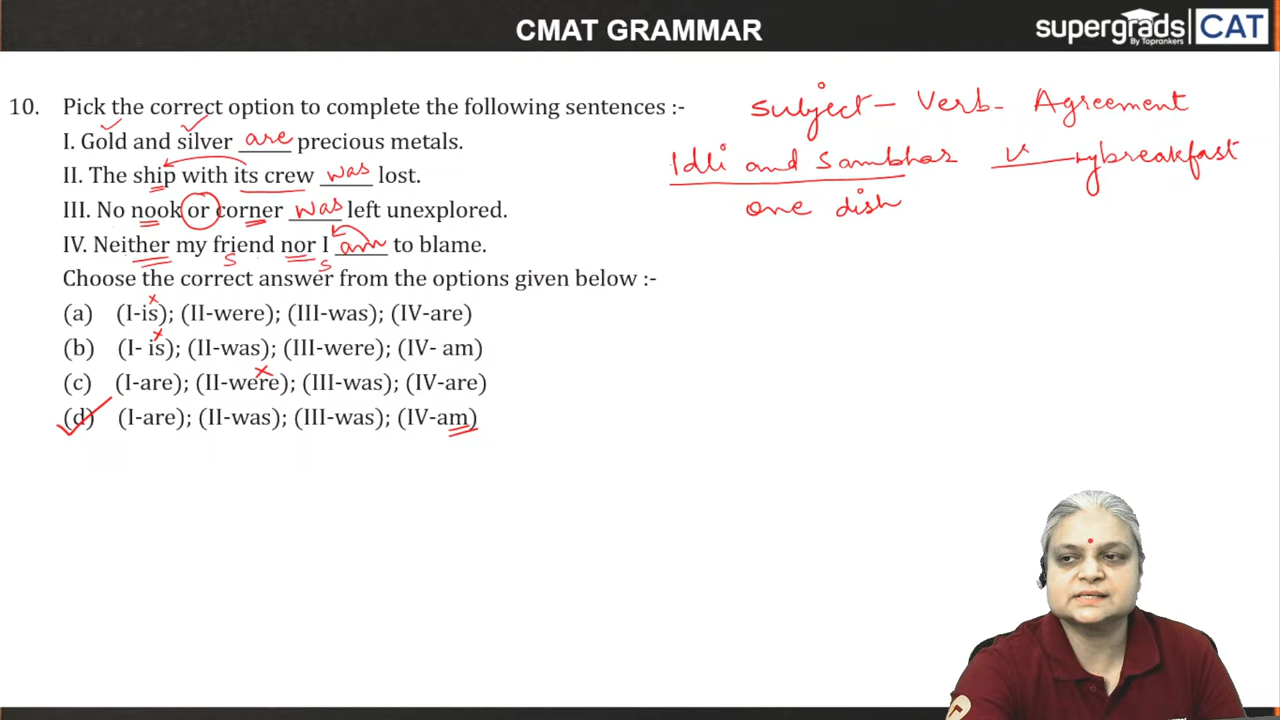 CMAT GRAMMAR
supergrads
By Toprankers
CAT
10. Pick the correct option to complete the following sentences :-
I. Gold and silver are precious metals.
II. The ship with its crew was lost.
III. No nook or corner was left unexplored.
IV. Neither my friend nor I am to blame.
S S
Choose the correct answer from the options given below :-
(a) (I-is); (II-were); (III-was); (IV-are)
(b) (I- is); (II-was); (III-were); (IV- am)
(c) (I-are); (II-were); (III-was); (IV-are)
(d) (I-are); (II-was); (III-was); (IV-am)
Subject - Verb - Agreement
Idli and Sambhar V breakfast
one dish